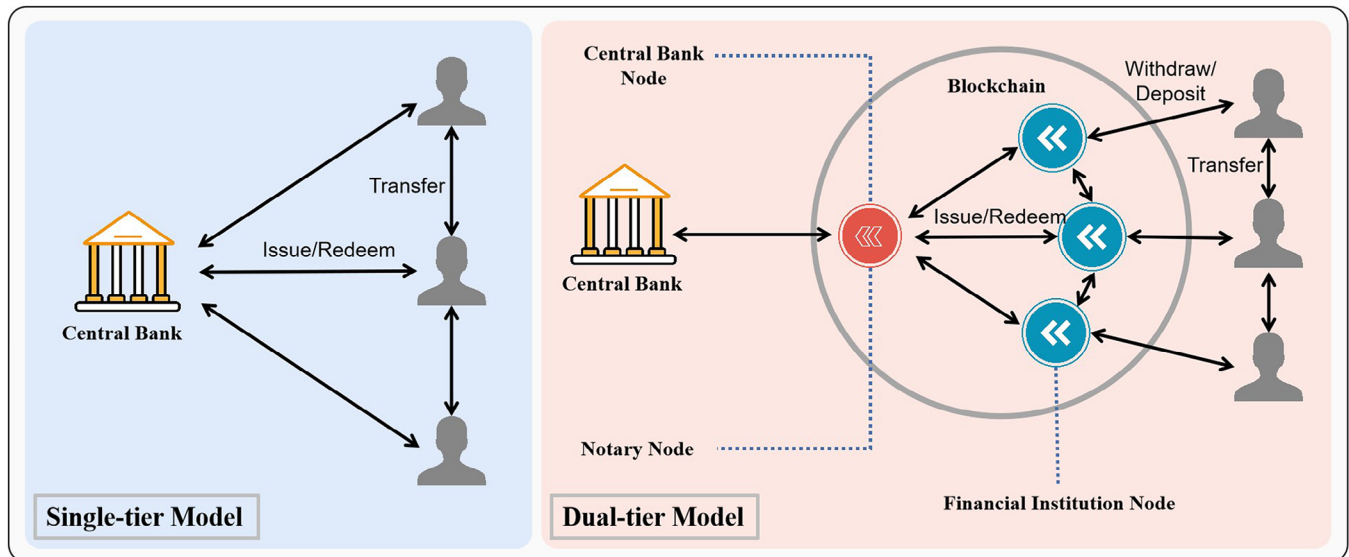 Transfer
Issue/Redeem
Central Bank
Single-tier Model
Central Bank
Node
Blockchain
Withdraw/
Deposit
Transfer
Issue/Redeem
Central Bank
Notary Node
Financial Institution Node
Dual-tier Model